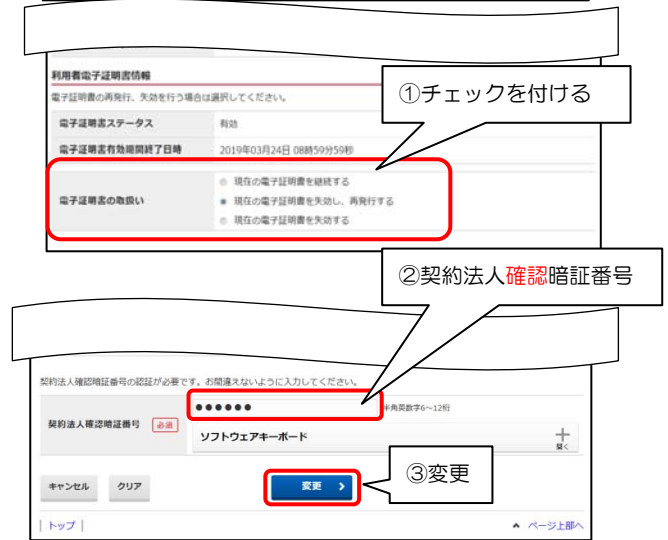 利用者電子証明書情報
電子証明書の再発行、失効を行う場合は選択してください。
①チェックを付ける
電子証明書ステータス 有効
電子証明書有効期間終了日時 2019年03月24日 08時59分59秒
現在の電子証明書を継続する
電子証明書の取扱い 現在の電子証明書を失効し、再発行する
現在の電子証明書を失効する
②契約法人確認暗証番号
契約法人確認暗証番号の認証が必要です。お間違えないように入力してください。
●●●●●● 半角英数字6~12桁
契約法人確認暗証番号 必須
ソフトウェアキーボード 開く
キャンセル クリア 変更 ③変更
トップ ページ上部へ